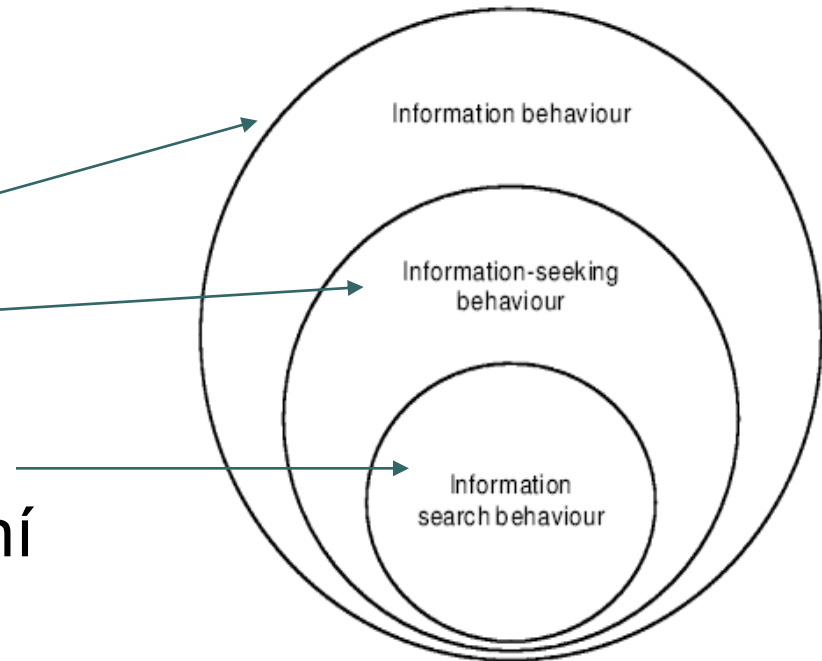 Information behaviour
Information-seeking
behaviour
Information
search behaviour
ní